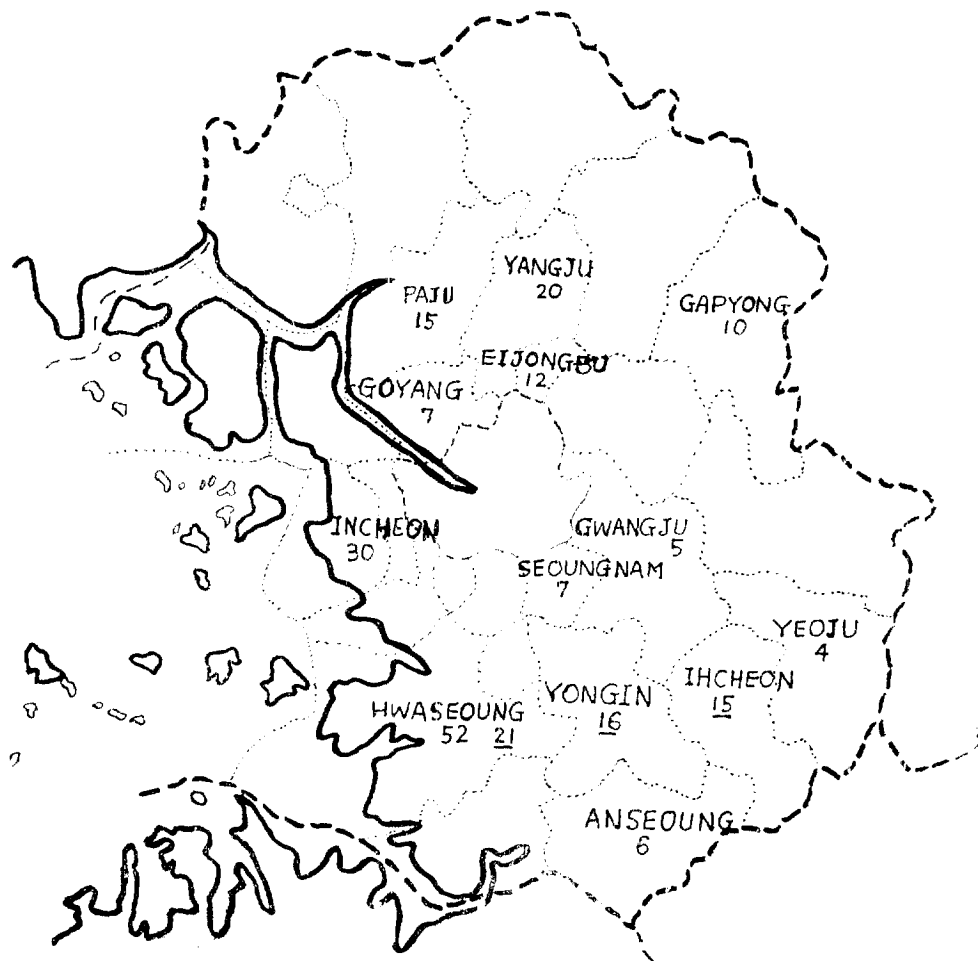 YANGJU
20
PAJU
15
GAPYONG
10
EIJONGBU
12
GOYANG
7
INCHEON
30
GWANGJU
5
SEOUNGNAM
7
YEOJU
4
IHCHEON
15
YONGIN
16
HWASEOUNG
52 21
ANSEOUNG
6